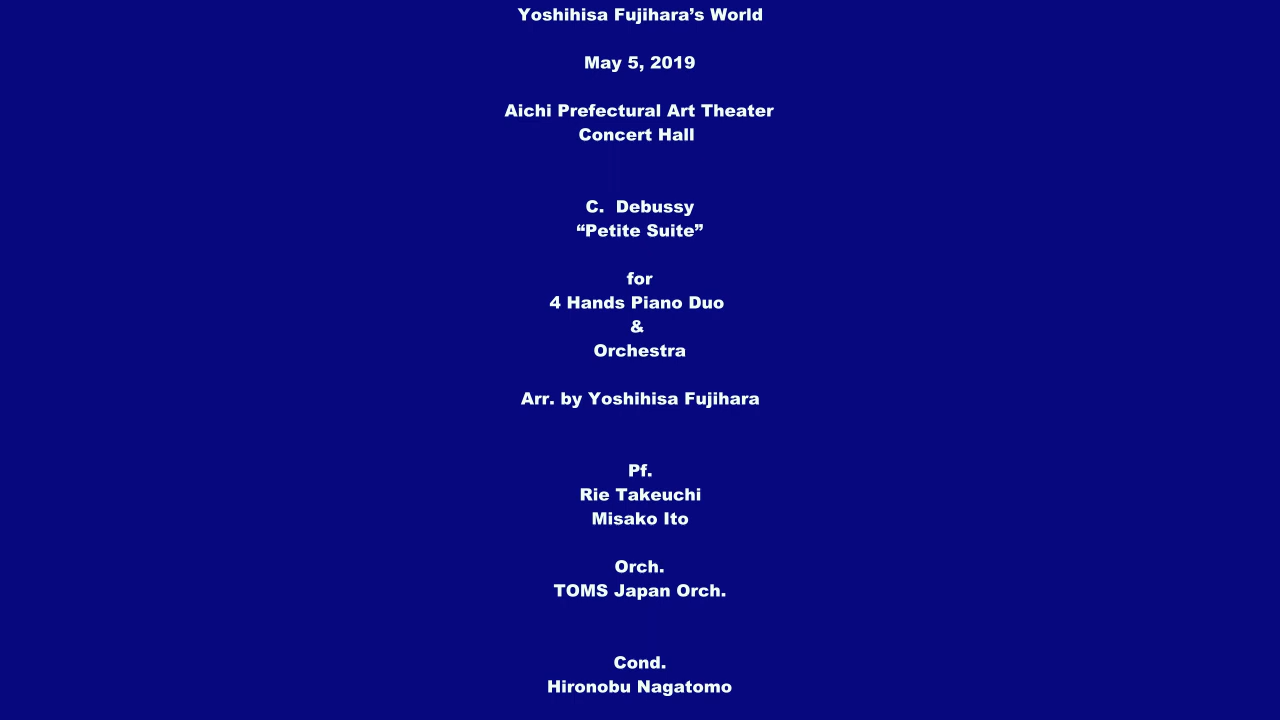 Yoshihisa Fujihara’s World
May 5, 2019
Aichi Prefectural Art Theater
Concert Hall
C.  Debussy
“Petite Suite”
for
4 Hands Piano Duo
&
Orchestra
Arr. by Yoshihisa Fujihara
Pf.
Rie Takeuchi
Misako Ito
Orch.
TOMS Japan Orch.
Cond.
Hironobu Nagatomo